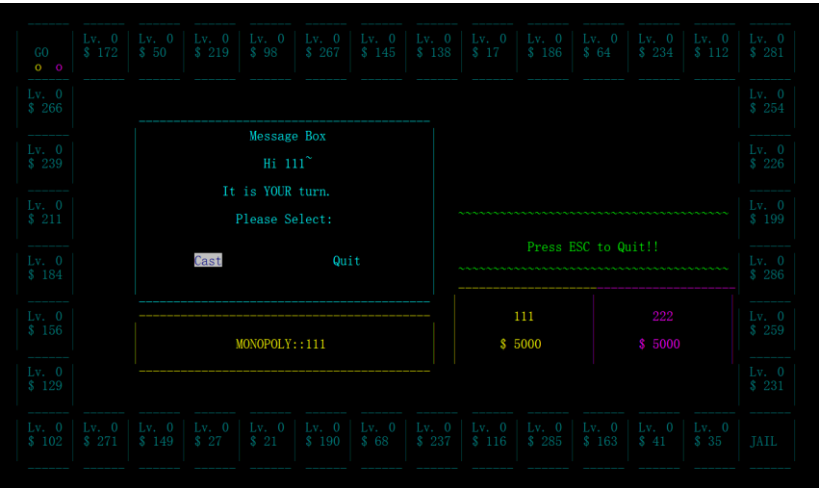 Lv. 0 Lv. 0 Lv. 0 Lv. 0 Lv. 0 Lv. 0 Lv. 0 Lv. 0 Lv. 0 Lv. 0 Lv. 0 Lv. 0 Lv. 0
GO $ 172 $ 50 $ 219 $ 98 $ 267 $ 145 $ 138 $ 17 $ 186 $ 64 $ 234 $ 112 $ 281
o o
Lv. 0 Lv. 0
$ 266 $ 254
Message Box
Lv. 0 Lv. 0
$ 239 Hi 111~ $ 226
It is YOUR turn.
Lv. 0 Lv. 0
$ 211 Please Select: $ 199
Press ESC to Quit!!
Lv. 0 Cast Quit Lv. 0
$ 184 $ 286
Lv. 0 111 222 Lv. 0
$ 156 $ 259
MONOPOLY::111 $ 5000 $ 5000
Lv. 0 Lv. 0
$ 129 $ 231
Lv. 0 Lv. 0 Lv. 0 Lv. 0 Lv. 0 Lv. 0 Lv. 0 Lv. 0 Lv. 0 Lv. 0 Lv. 0 Lv. 0 Lv. 0
$ 102 $ 271 $ 149 $ 27 $ 21 $ 190 $ 68 $ 237 $ 116 $ 285 $ 163 $ 41 $ 35 JAIL